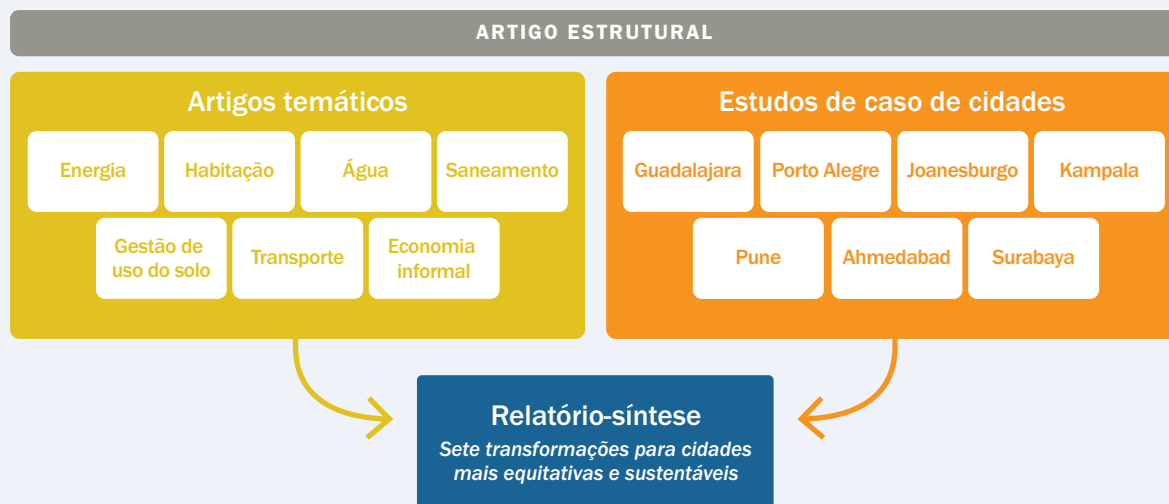 ARTIGO ESTRUTURAL
Artigos temáticos
Energia
Habitação
Água
Saneamento
Gestão de
uso do solo
Transporte
Economia
informal
Estudos de caso de cidades
Guadalajara
Porto Alegre
Joanesburgo
Kampala
Pune
Ahmedabad
Surabaya
Relatório-síntese
Sete transformações para cidades
mais equitativas e sustentáveis